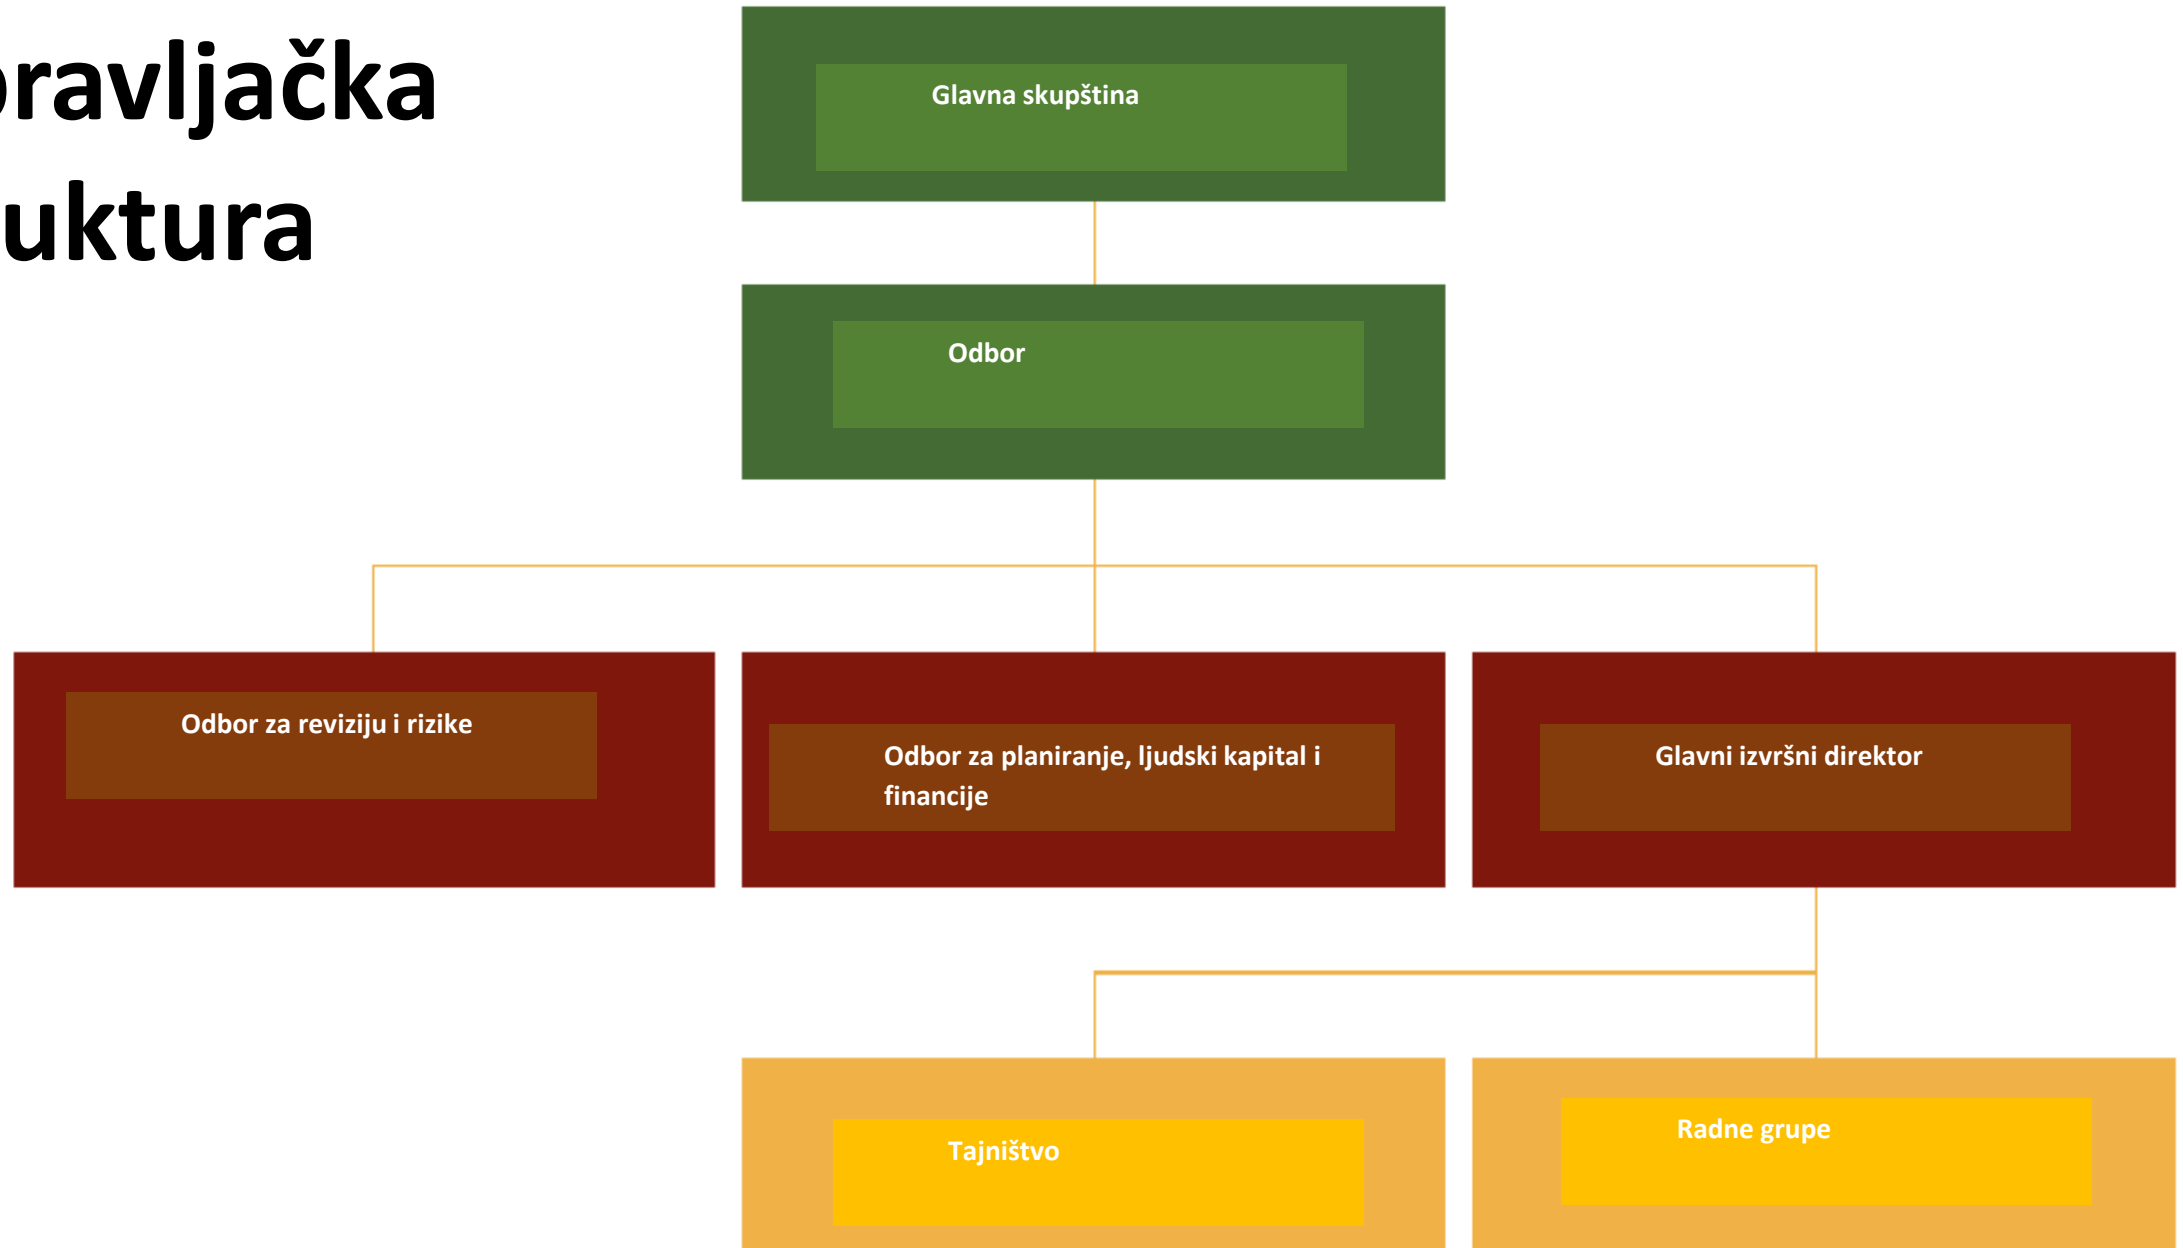 pravljačka
uktura
Glavna skupština
Odbor
Odbor za reviziju i rizike
Odbor za planiranje, ljudski kapital i
financije
Glavni izvršni direktor
Tajništvo
Radne grupe